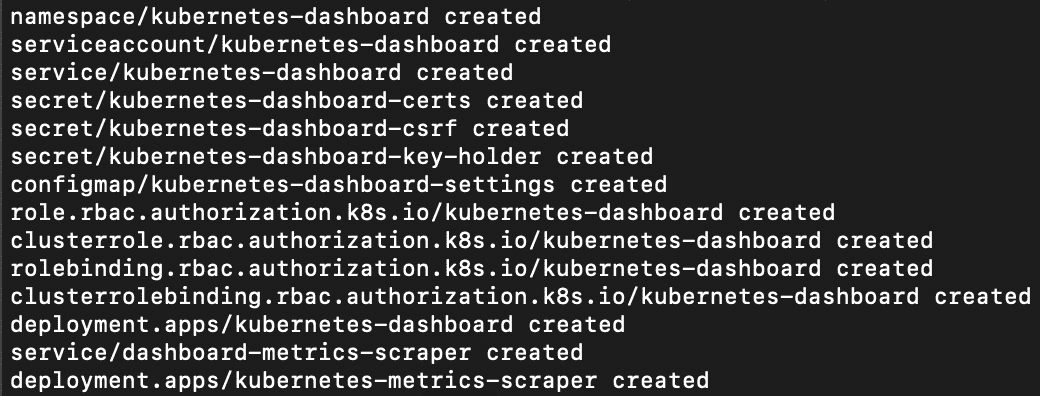 namespace/kubernetes-dashboard created
serviceaccount/kubernetes-dashboard created
service/kubernetes-dashboard created
secret/kubernetes-dashboard-certs created
secret/kubernetes-dashboard-csrf created
secret/kubernetes-dashboard-key-holder created
configmap/kubernetes-dashboard-settings created
role.rbac.authorization.k8s.io/kubernetes-dashboard created
clusterrole.rbac.authorization.k8s.io/kubernetes-dashboard created
rolebinding.rbac.authorization.k8s.io/kubernetes-dashboard created
clusterrolebinding.rbac.authorization.k8s.io/kubernetes-dashboard created
deployment.apps/kubernetes-dashboard created
service/dashboard-metrics-scraper created
deployment.apps/kubernetes-metrics-scraper created